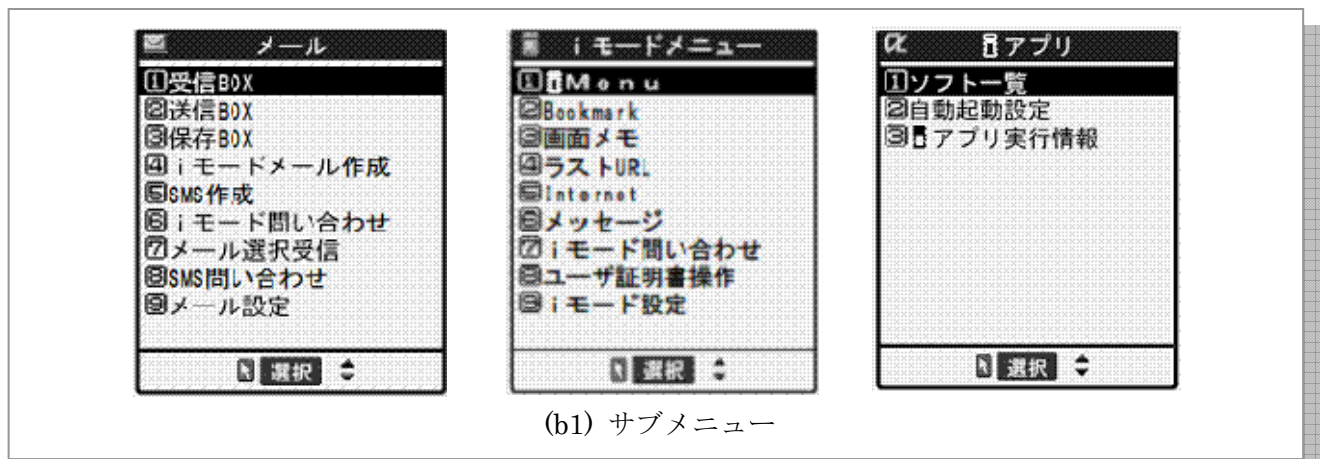 メール
1受信BOX
2送信BOX
3保存BOX
4iモードメール作成
5SMS作成
6iモード問い合わせ
7メール選択受信
8SMS問い合わせ
9メール設定
選択
iモードメニュー
1iMenu
2Bookmark
3画面メモ
4ラストURL
5Internet
6メッセージ
7iモード問い合わせ
8ユーザ証明書操作
9iモード設定
選択
α iアプリ
1ソフト一覧
2自動起動設定
3iアプリ実行情報
選択
(b1) サブメニュー